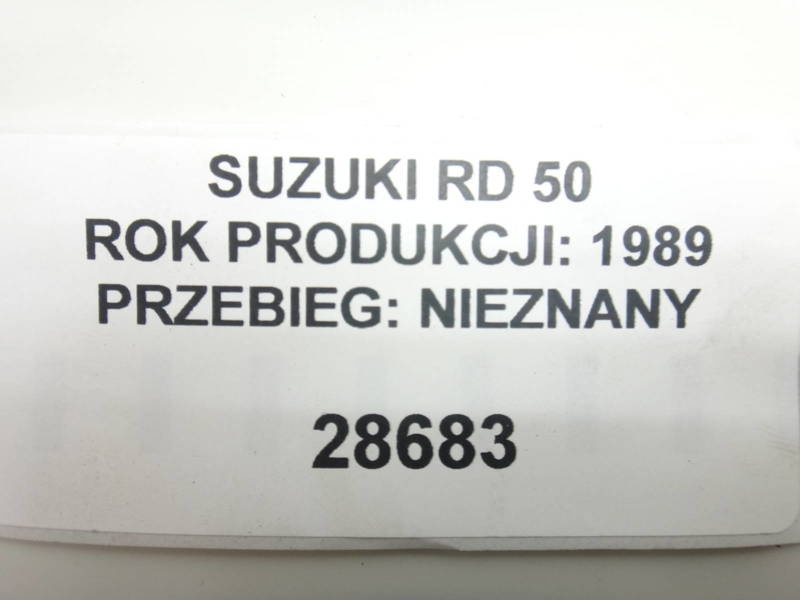 SUZUKI RD 50
ROK PRODUKCJI: 1989
PRZEBIEG: NIEZNANY
28683